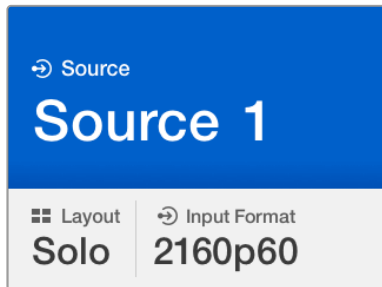 Source
Source 1
Layout
Input Format
Solo
2160p60